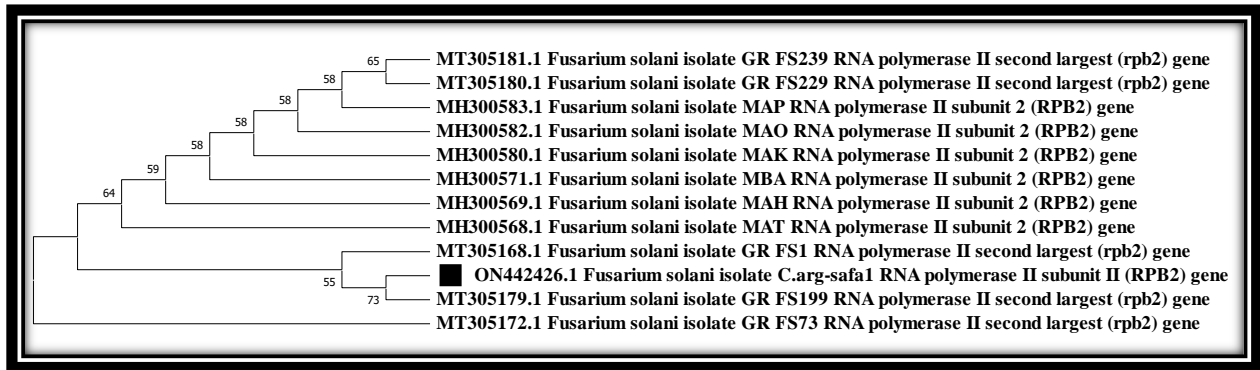 65 MT305181.1 Fusarium solani isolate GR FS239 RNA polymerase II second largest (rpb2) gene
58 MT305180.1 Fusarium solani isolate GR FS229 RNA polymerase II second largest (rpb2) gene
58 MH300583.1 Fusarium solani isolate MAP RNA polymerase II subunit 2 (RPB2) gene
58 MH300582.1 Fusarium solani isolate MAO RNA polymerase II subunit 2 (RPB2) gene
58 MH300580.1 Fusarium solani isolate MAK RNA polymerase II subunit 2 (RPB2) gene
59 MH300571.1 Fusarium solani isolate MBA RNA polymerase II subunit 2 (RPB2) gene
64 MH300569.1 Fusarium solani isolate MAH RNA polymerase II subunit 2 (RPB2) gene
MH300568.1 Fusarium solani isolate MAT RNA polymerase II subunit 2 (RPB2) gene
MT305168.1 Fusarium solani isolate GR FS1 RNA polymerase II second largest (rpb2) gene
55 ON442426.1 Fusarium solani isolate C.arg-safa1 RNA polymerase II subunit II (RPB2) gene
73 MT305179.1 Fusarium solani isolate GR FS199 RNA polymerase II second largest (rpb2) gene
MT305172.1 Fusarium solani isolate GR FS73 RNA polymerase II second largest (rpb2) gene